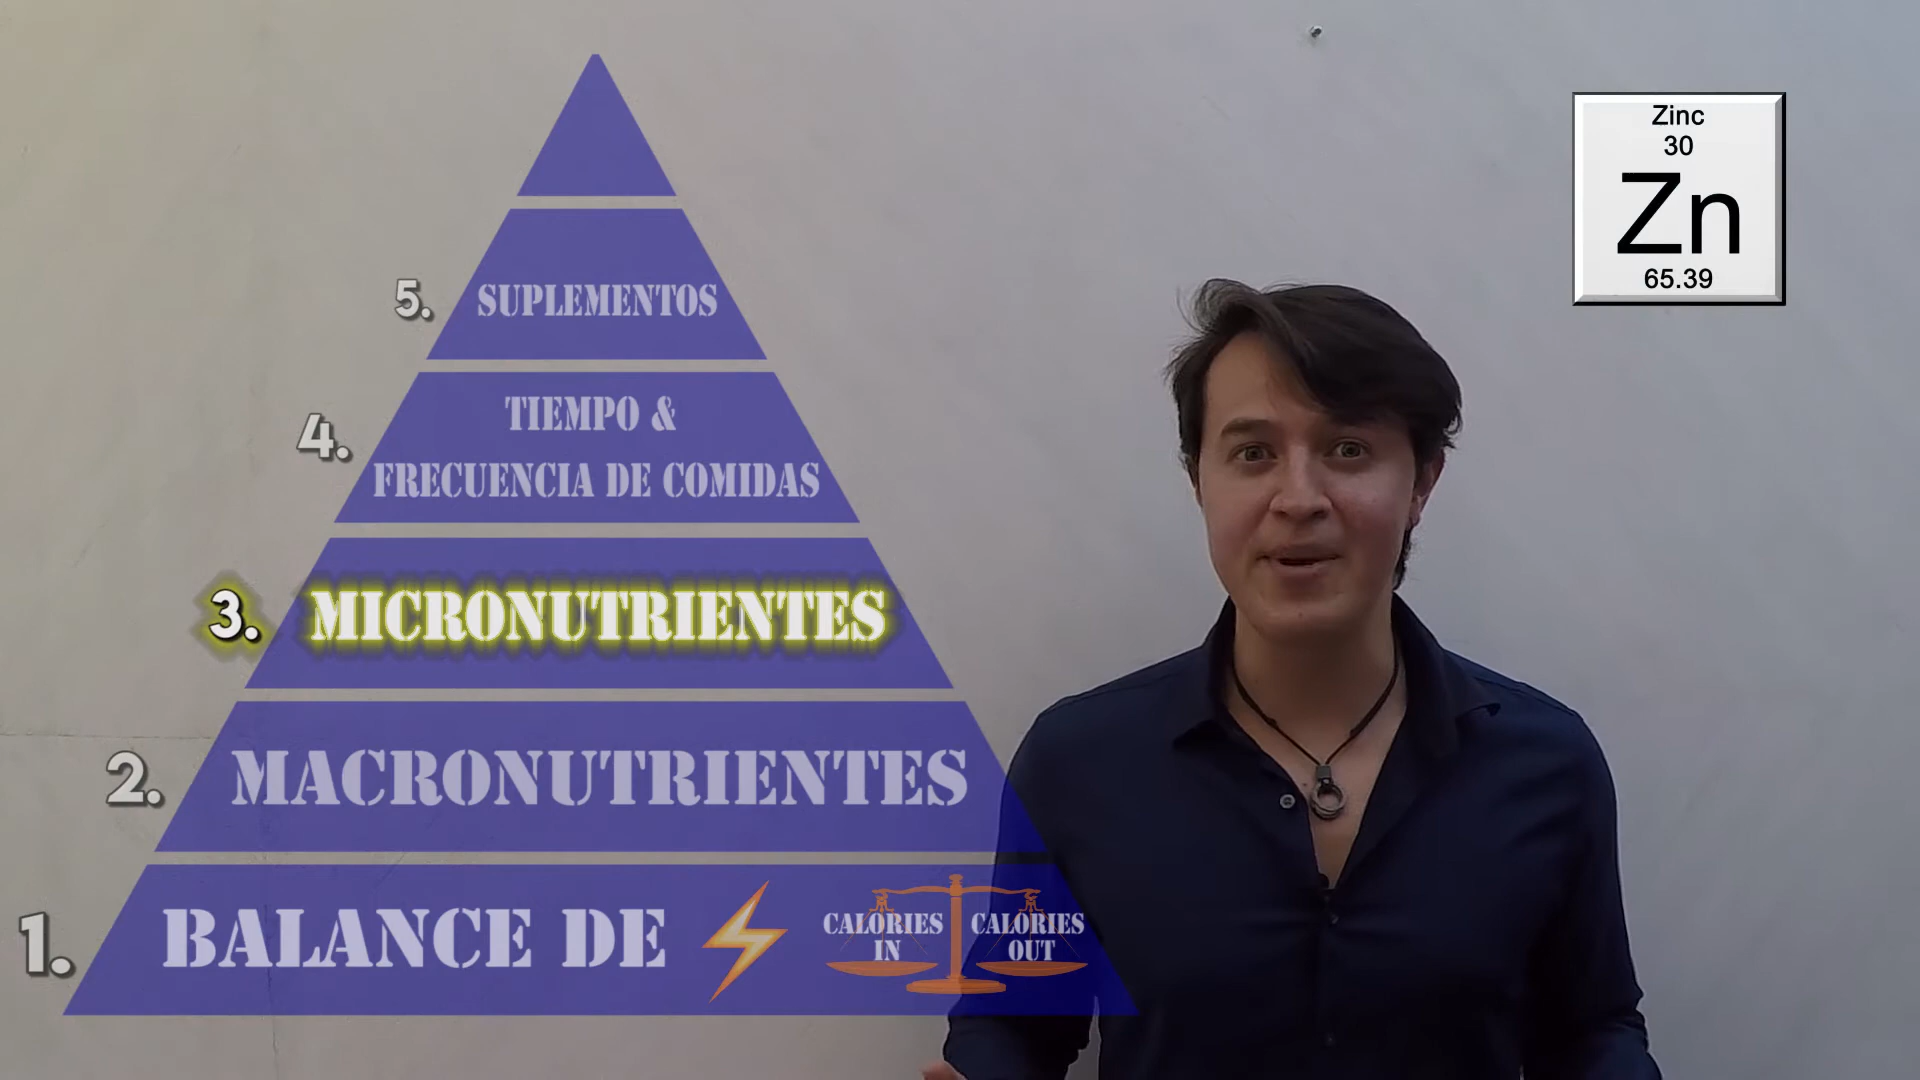 Zinc
30
Zn
65.39
5. SUPLEMENTOS
4. TIEMPO &
FRECUENCIA DE COMIDAS
3. MICRONUTRIENTES
2. MACRONUTRIENTES
1. BALANCE DE
CALORIES IN
CALORIES OUT